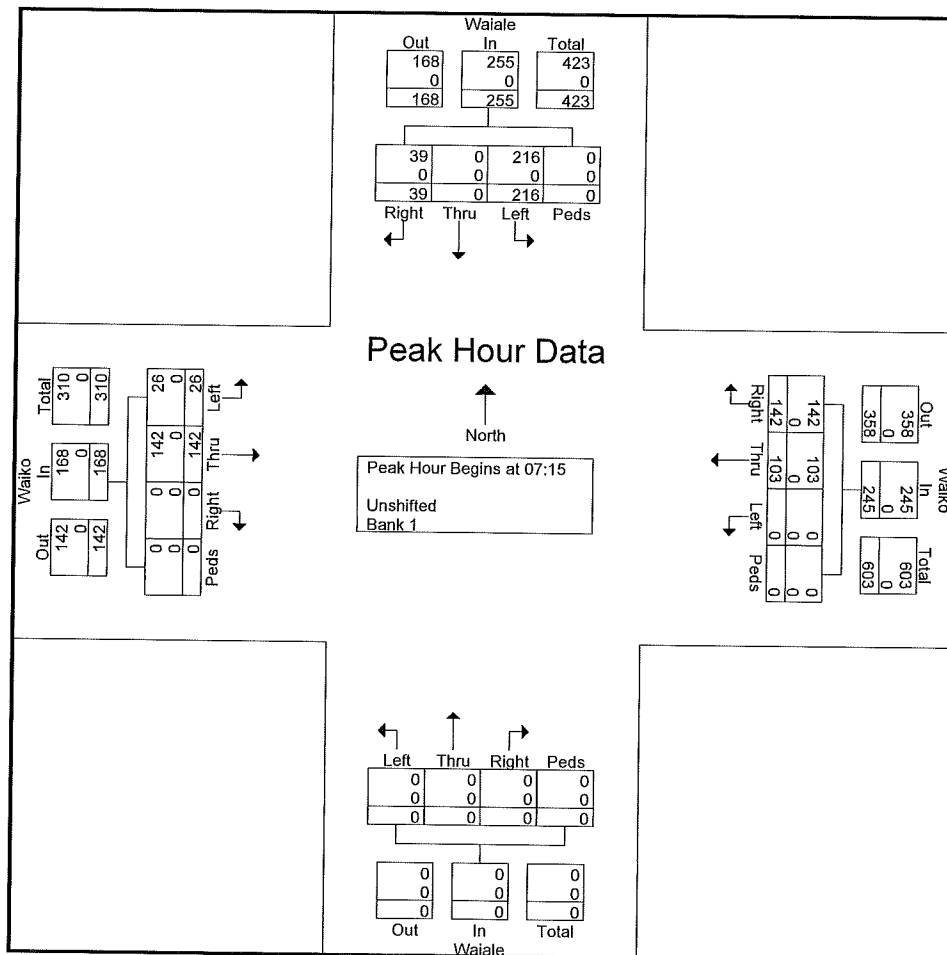 Waiale
Out In Total
168 255 423
0 0 0
168 255 423
39 0 216 0
0 0 0 0
39 0 216 0
Right Thru Left Peds
Peak Hour Data
North
Peak Hour Begins at 07:15
Unshifted
Bank 1
Waiko
Total In Out
310 168 142
0 0 0
310 168 142
26 142 0 0
0 0 0 0
26 142 0 0
Left Thru Right Peds
Waiko
Out In Total
358 245 603
0 0 0
358 245 603
142 103 0 0
0 0 0 0
142 103 0 0
Right Thru Left Peds
Left Thru Right Peds
0 0 0 0
0 0 0 0
0 0 0 0
0 0 0
0 0 0
0 0 0
Out In Total
Waiale